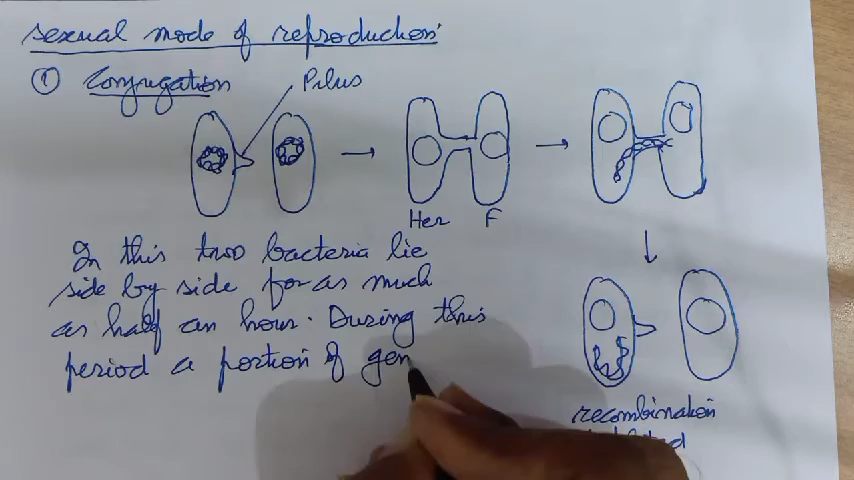 sexual mode of reproduction
① Conjugation
Pilus
Her F
In this two bacteria lie
side by side for as much
as half an hour. During this
period a portion of gen
recombination